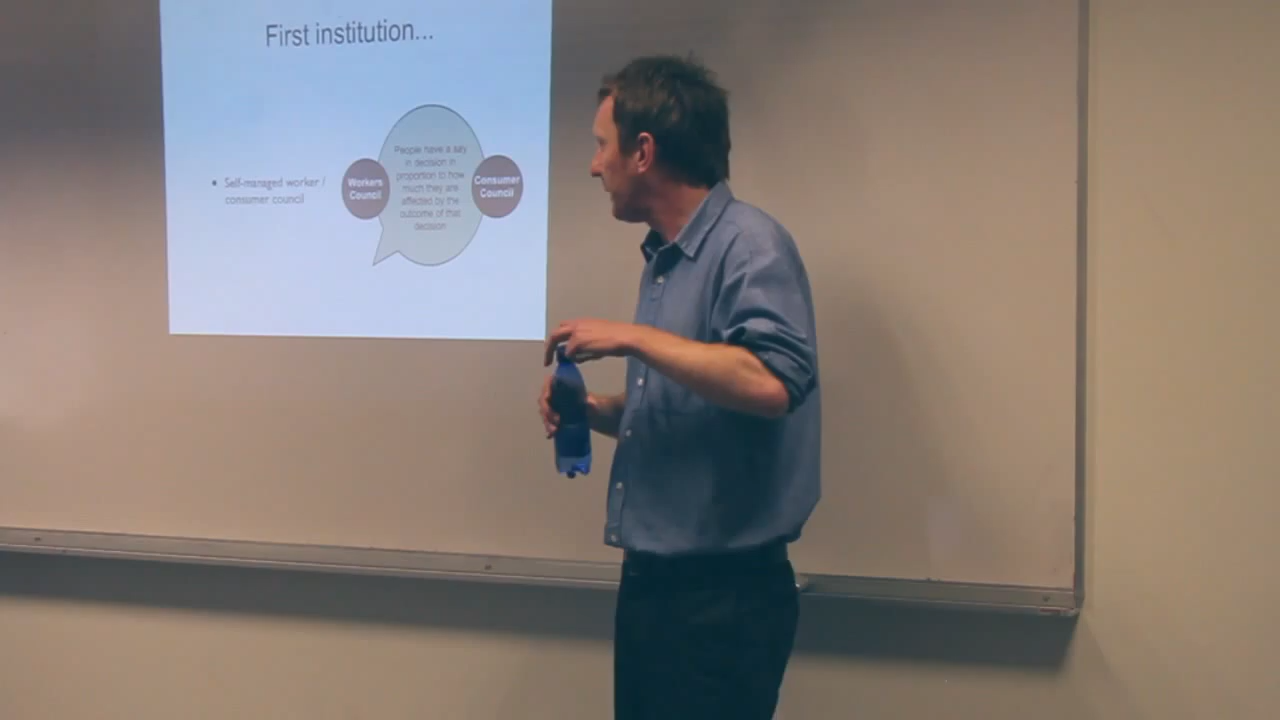 First institution...
• Self-managed worker /
consumer council
Workers
Council
People have a say
in decision in
proportion to how
much they are
affected by the
outcome of that
decision
Consumer
Council